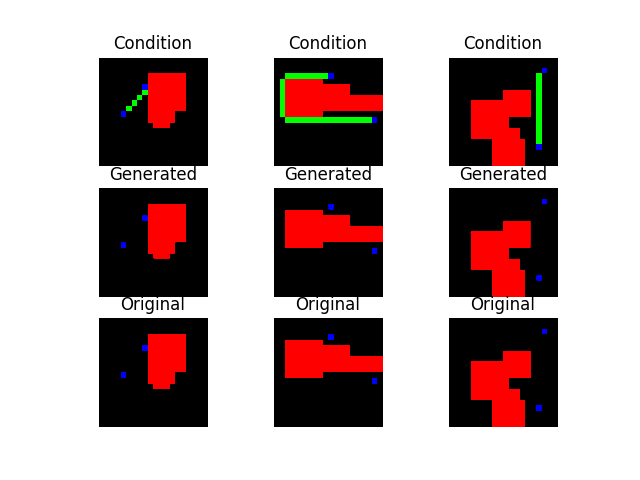 Condition Condition Condition
Generated Generated Generated
Original Original Original